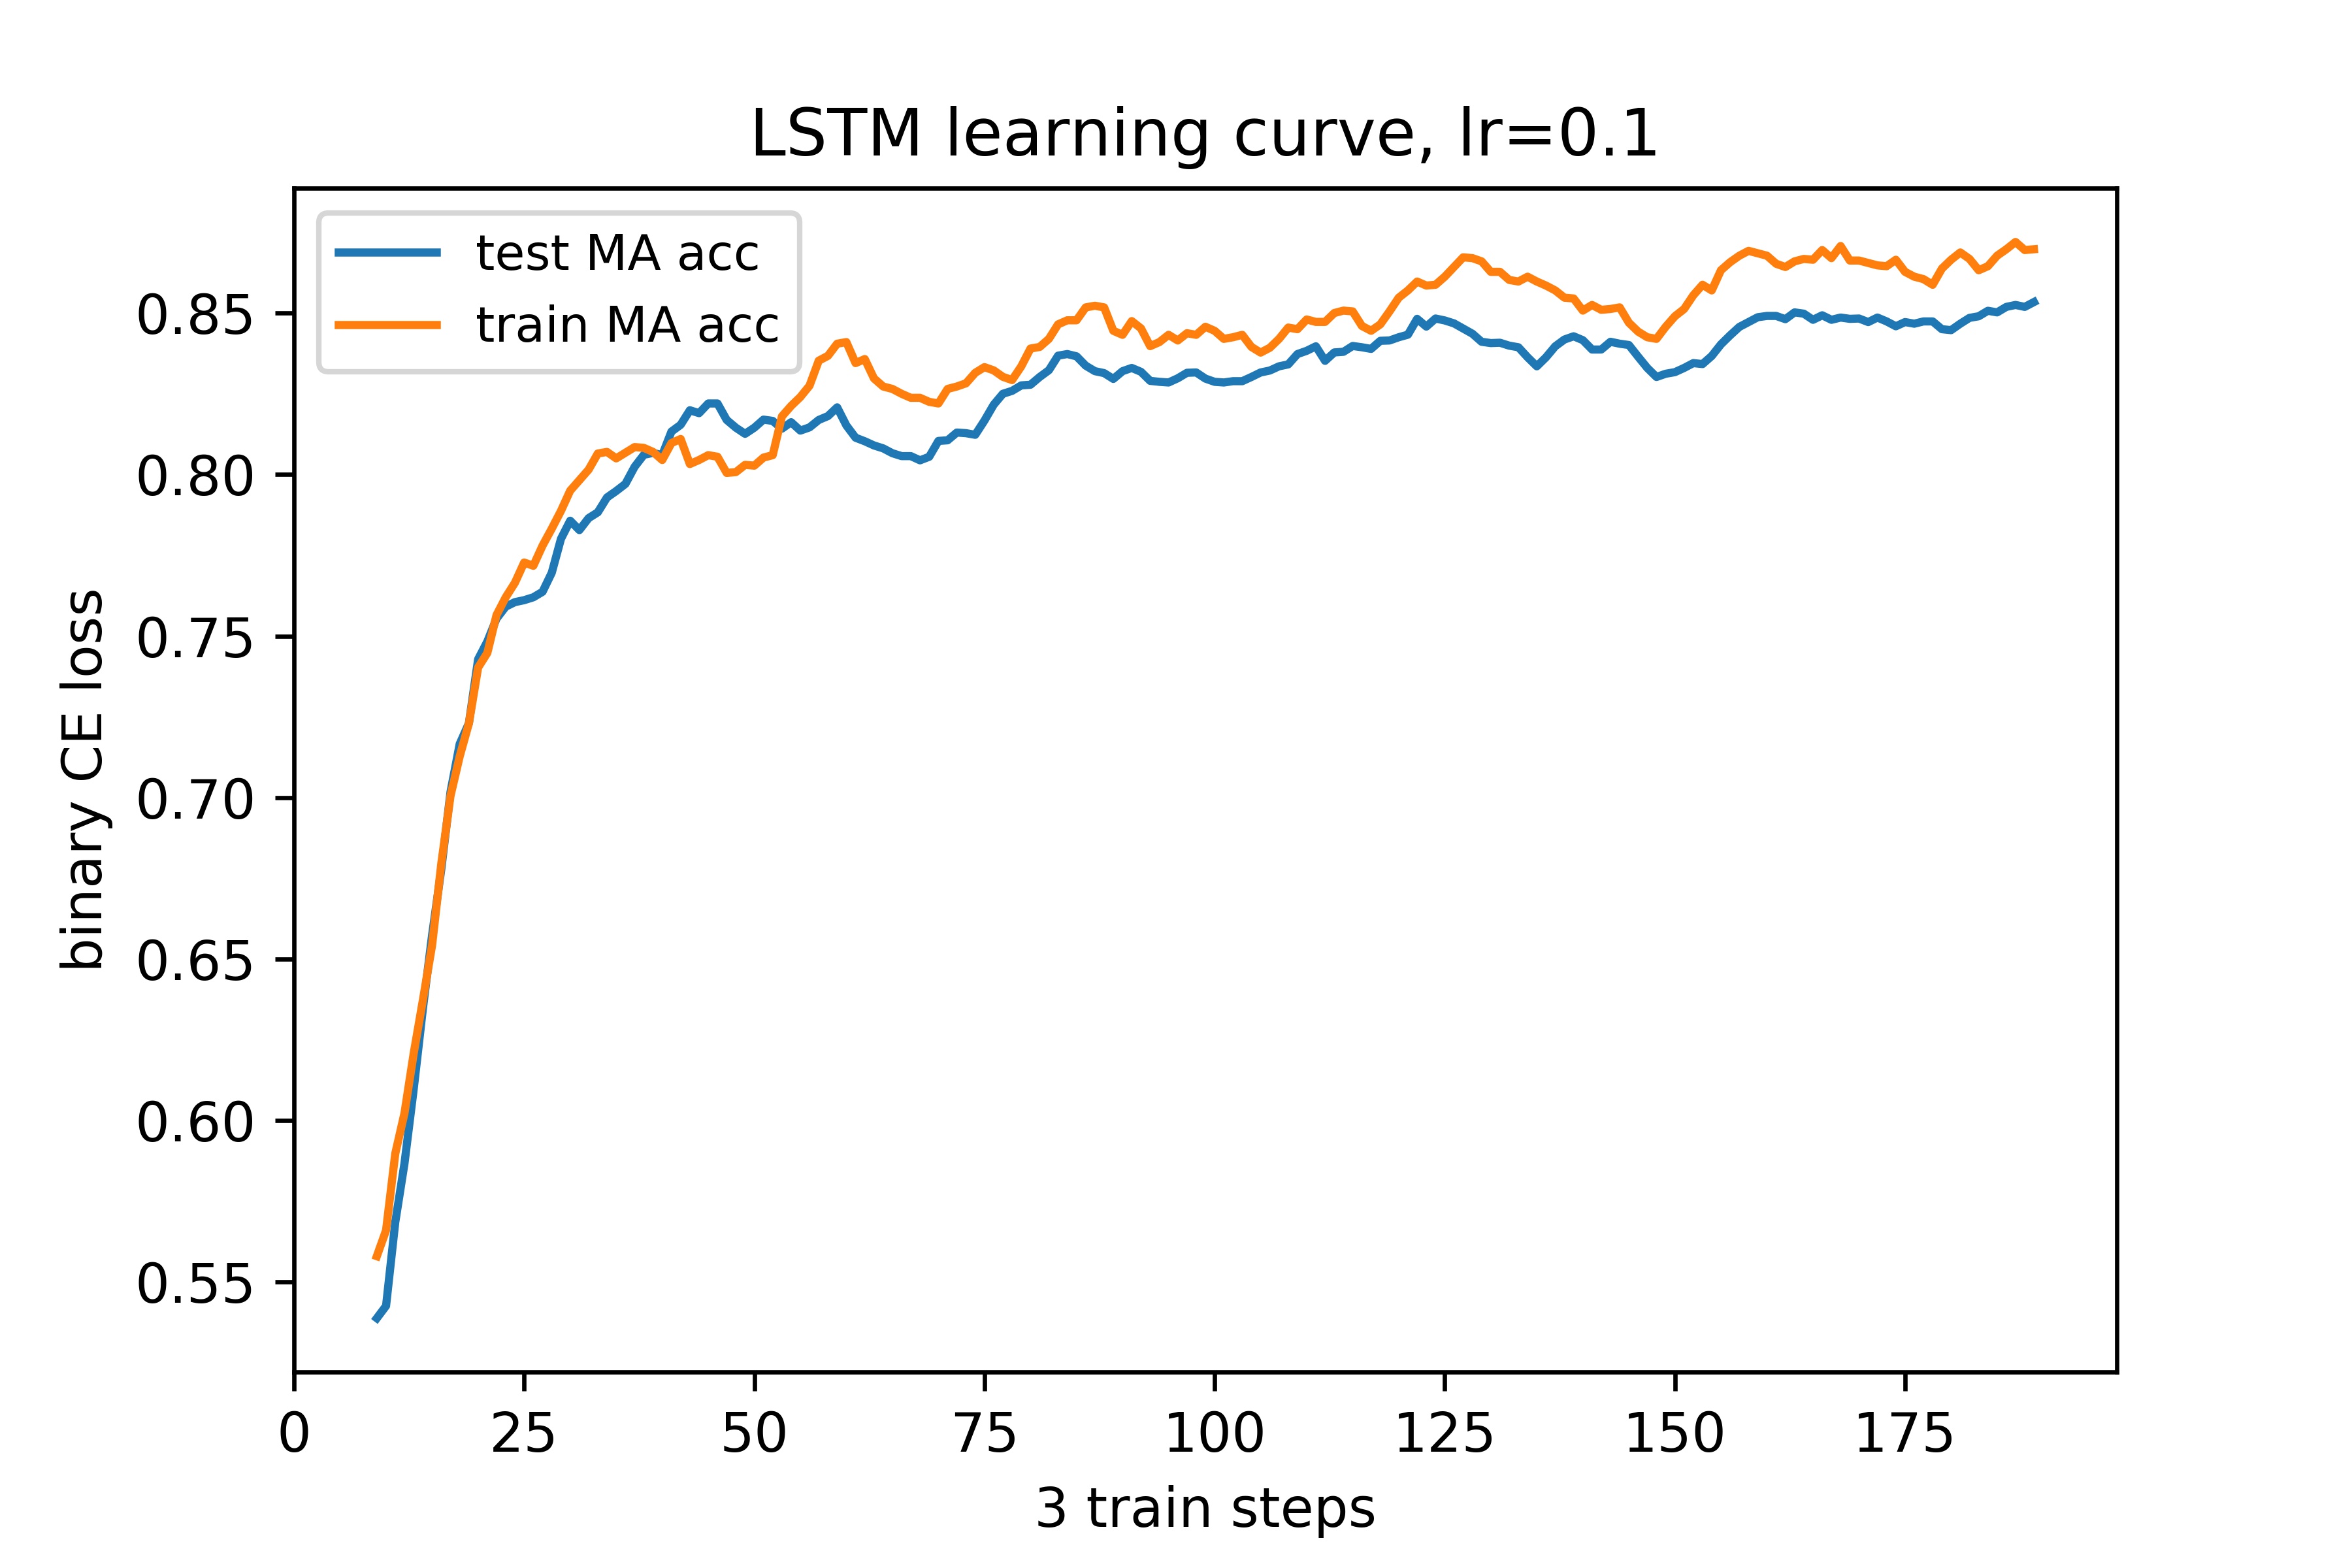 LSTM learning curve, lr=0.1
test MA acc
train MA acc
0.85
0.80
0.75
0.70
0.65
0.60
0.55
binary CE loss
0 25 50 75 100 125 150 175
3 train steps